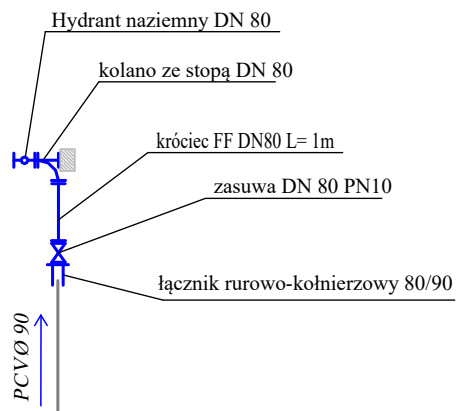 Hydrant naziemny DN 80
kolano ze stopą DN 80
króciec FF DN80 L= 1m
zasuwa DN 80 PN10
łącznik rurowo-kołnierzowy 80/90
PCVØ 90